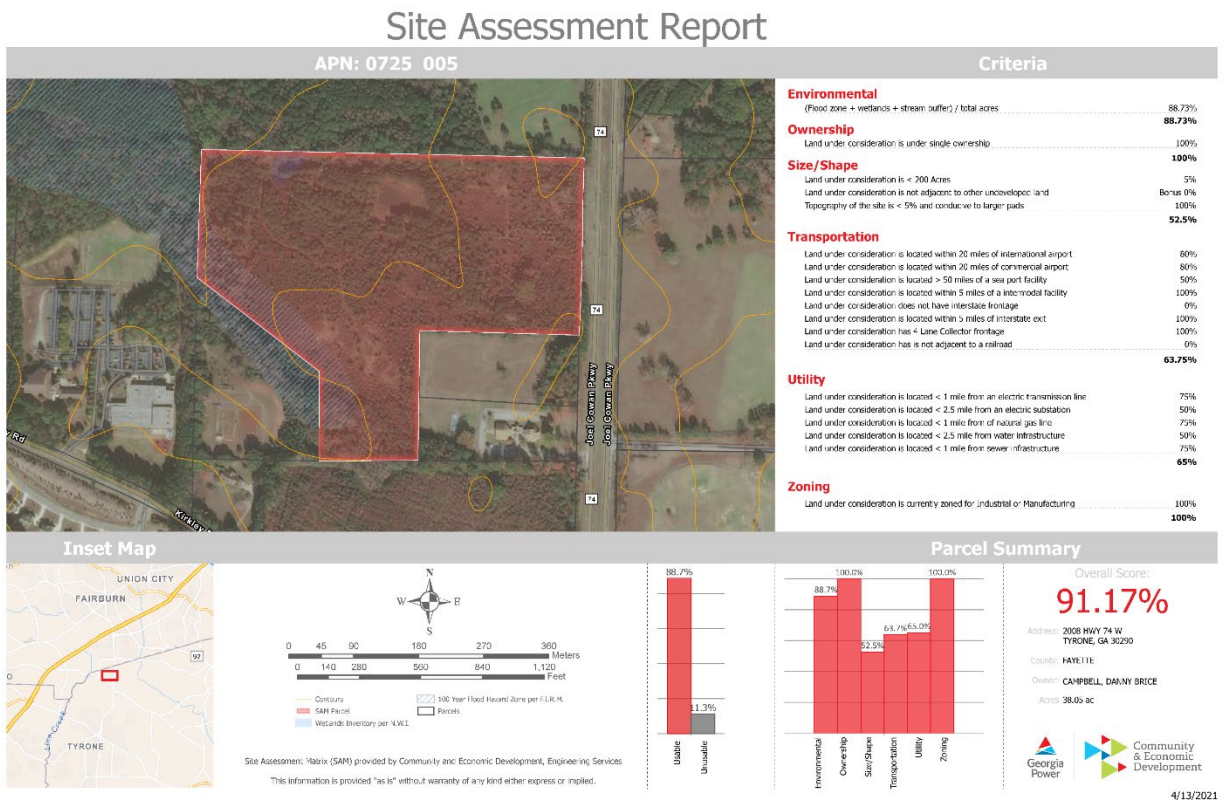 Site Assessment Report
APN: 0725 005
Criteria
Environmental
(Flood zone + wetlands + stream buffer) / total acres 88.73%
88.73%
Ownership
Land under consideration is under single ownership 100%
100%
Size/Shape
Land under consideration is < 200 Acres 5%
Land under consideration is not adjacent to other undeveloped land Bonus 0%
Topography of the site is < 5% and conducive to larger pads 100%
52.5%
Transportation
Land under consideration is located within 20 miles of international airport 80%
Land under consideration is located within 20 miles of commercial airport 80%
Land under consideration is located > 50 miles of a sea port facility 50%
Land under consideration is located within 5 miles of a intermodal facility 100%
Land under consideration does not have interstate frontage 0%
Land under consideration is located within 5 miles of interstate exit 100%
Land under consideration has 4 Lane Collector frontage 100%
Land under consideration has is not adjacent to a railroad 0%
63.75%
Utility
Land under consideration is located < 1 mile from an electric transmission line 75%
Land under consideration is located < 2.5 mile from an electric substation 50%
Land under consideration is located < 1 mile from of natural gas line 75%
Land under consideration is located < 2.5 mile from water infrastructure 50%
Land under consideration is located < 1 mile from sewer infrastructure 75%
65%
Zoning
Land under consideration is currently zoned for Industrial or Manufacturing 100%
100%
74
74
74
Joel Cowan Pkwy
Joel Cowan Pkwy
Rd
Kirkley
Inset Map
UNION CITY
FAIRBURN
92
Line Creek
TYRONE
N
W E
S
0 45 90 180 270 360
Meters
0 140 280 560 840 1,120
Feet
Contours
SAM Parcel
Wetlands Inventory per N.W.I.
100 Year Flood Hazard Zone per F.I.R.M.
Parcels
Site Assessment Matrix (SAM) provided by Community and Economic Development, Engineering Services
This information is provided "as is" without warranty of any kind either express or implied.
88.7%
11.3%
Usable
Unusable
Parcel Summary
88.7%
100.0%
52.5%
63.7%
65.0%
100.0%
Environmental
Ownership
Size/Shape
Transportation
Utility
Zoning
Overall Score:
91.17%
Address: 2008 HWY 74 W
TYRONE, GA 30290
County: FAYETTE
Owner: CAMPBELL, DANNY BRICE
Acres: 38.05 ac
Georgia
Power
Community
& Economic
Development
4/13/2021